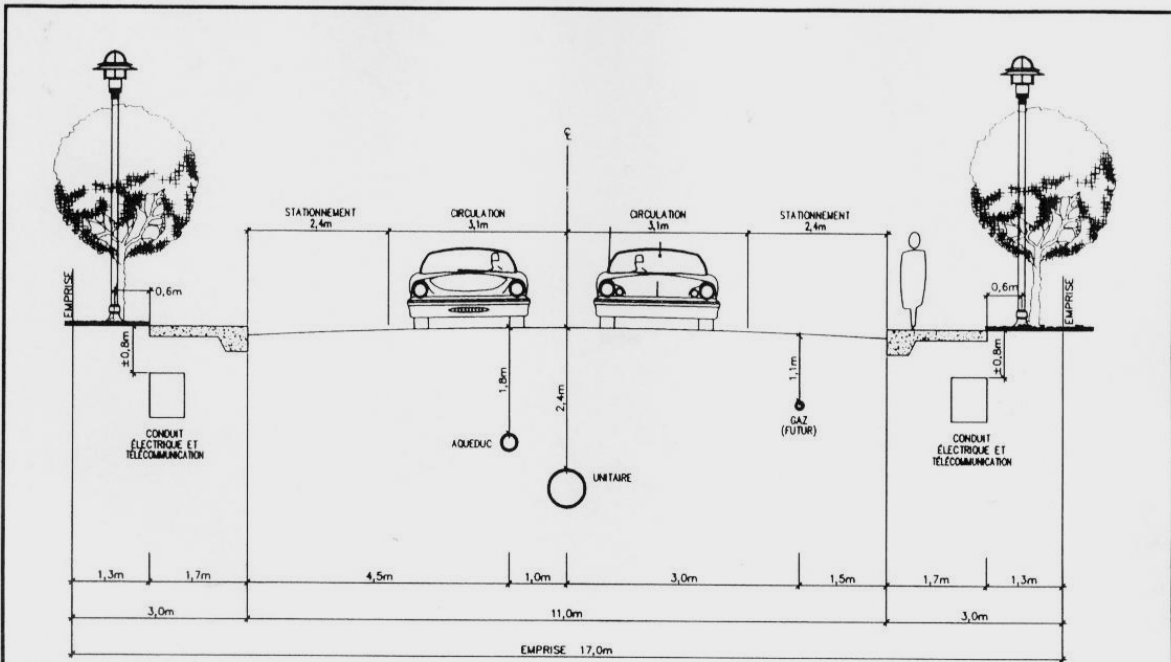 ℄
STATIONNEMENT
2,4m
CIRCULATION
3,1m
CIRCULATION
3,1m
STATIONNEMENT
2,4m
EMPRISE
0,6m
0,6m
EMPRISE
±0,8m
1,8m
2,4m
1,1m
±0,8m
CONDUIT
ÉLECTRIQUE ET
TÉLÉCOMMUNICATION
AQUEDUC
GAZ
(FUTUR)
CONDUIT
ÉLECTRIQUE ET
TÉLÉCOMMUNICATION
UNITAIRE
1,3m
1,7m
4,5m
1,0m
3,0m
1,5m
1,7m
1,3m
3,0m
11,0m
3,0m
EMPRISE 17,0m